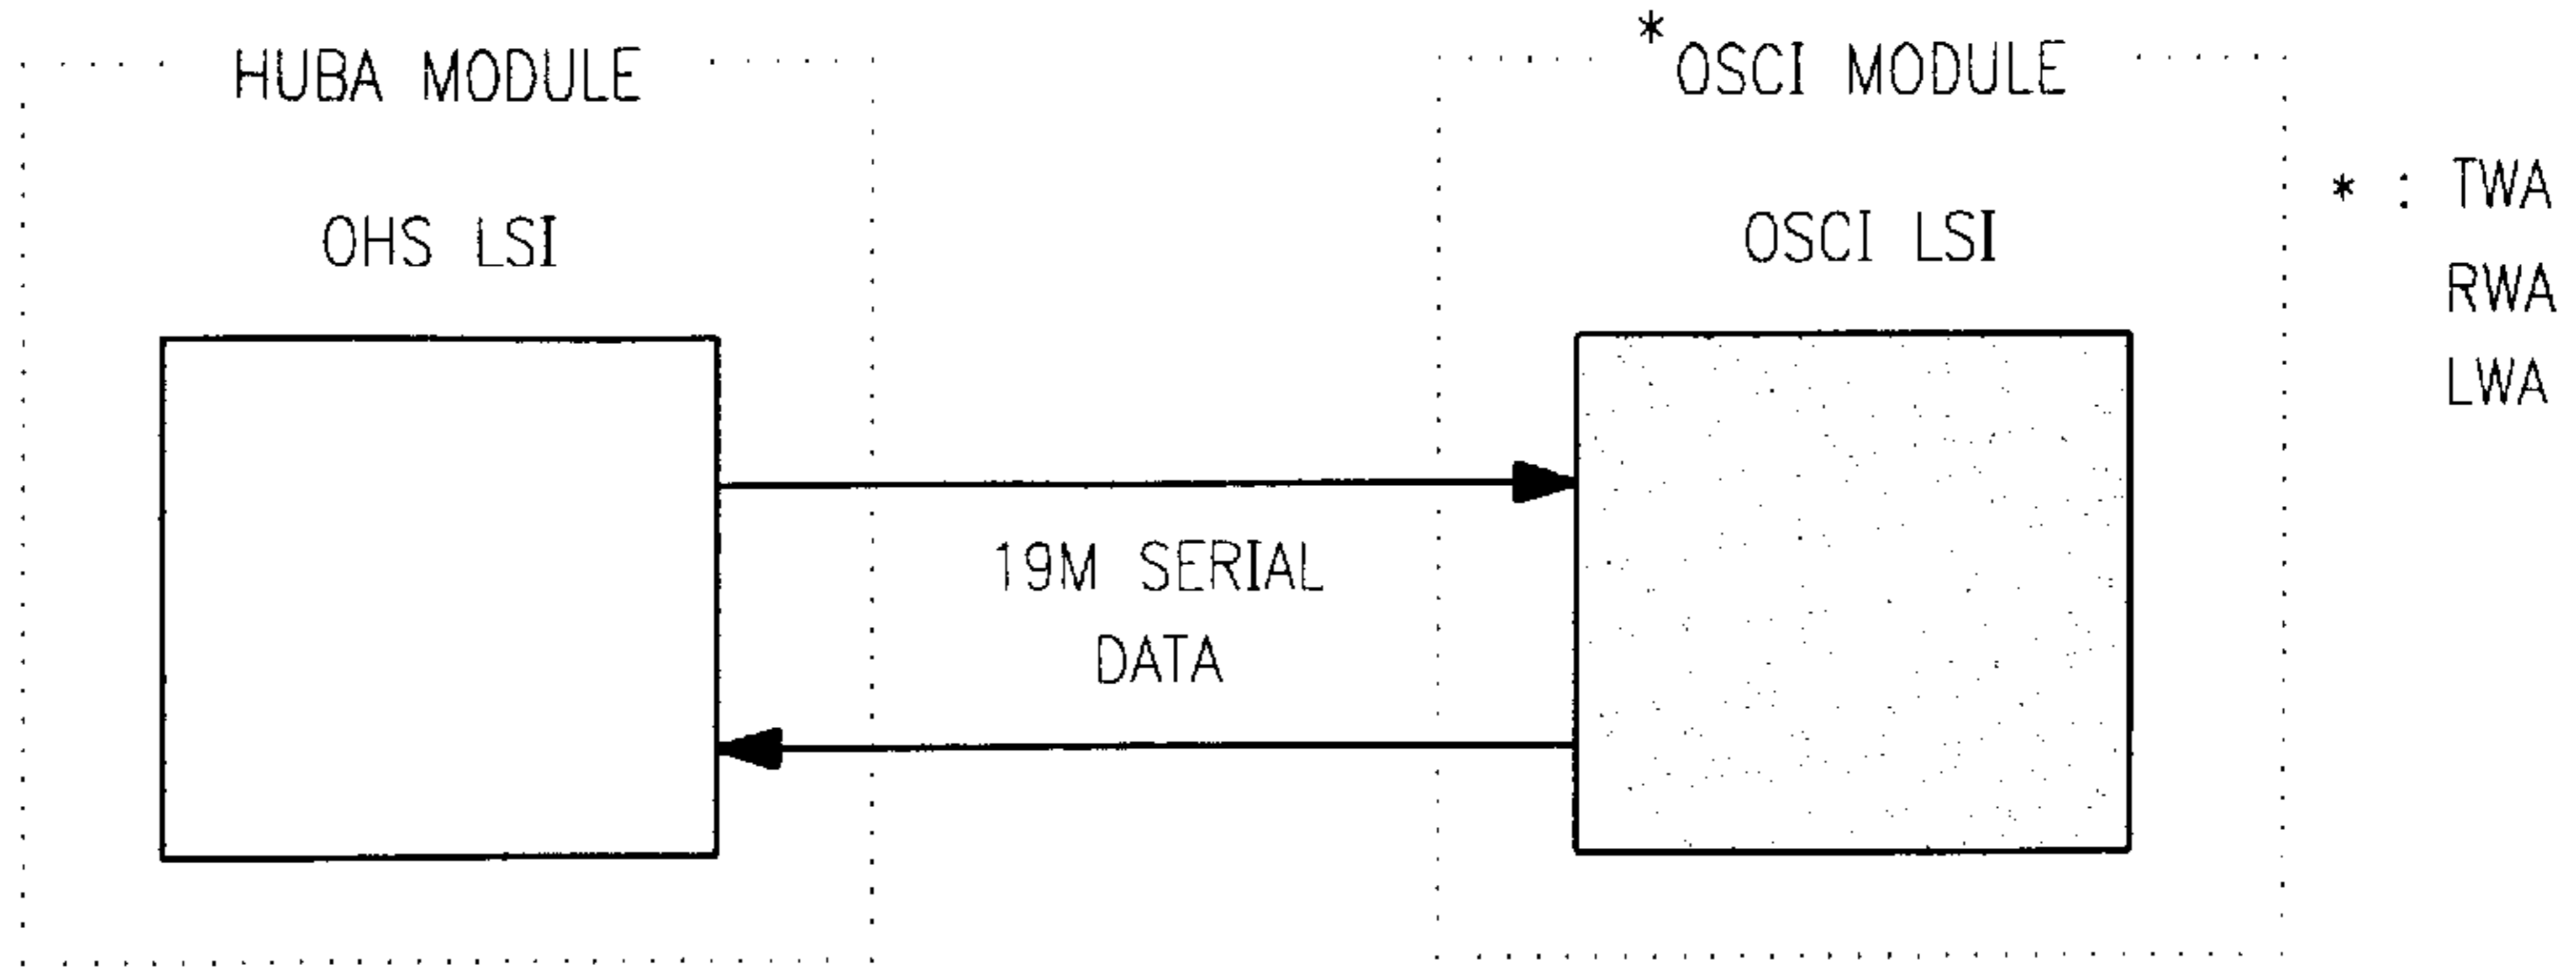 HUBA MODULE
*OSCI MODULE
OHS LSI
OSCI LSI
* : TWA
RWA
LWA
19M SERIAL
DATA